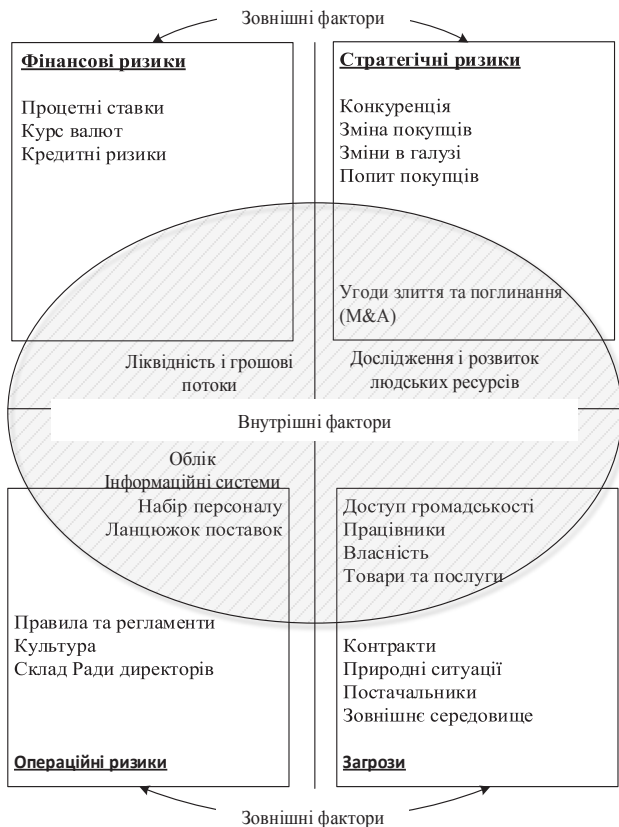 Зовнішні фактори
Фінансові ризики
Процетні ставки
Курс валют
Кредитні ризики
Стратегічні ризики
Конкуренція
Зміна покупців
Зміни в галузі
Попит покупців
Угоди злиття та поглинання
(M&A)
Ліквідність і грошові
потоки
Дослідження і розвиток
людських ресурсів
Внутрішні фактори
Облік
Інформаційні системи
Набір персоналу
Ланцюжок поставок
Доступ громадськості
Працівники
Власність
Товари та послуги
Правила та регламенти
Культура
Склад Ради директорів
Операційні ризики
Контракти
Природні ситуації
Постачальники
Зовнішнє середовище
Загрози
Зовнішні фактори